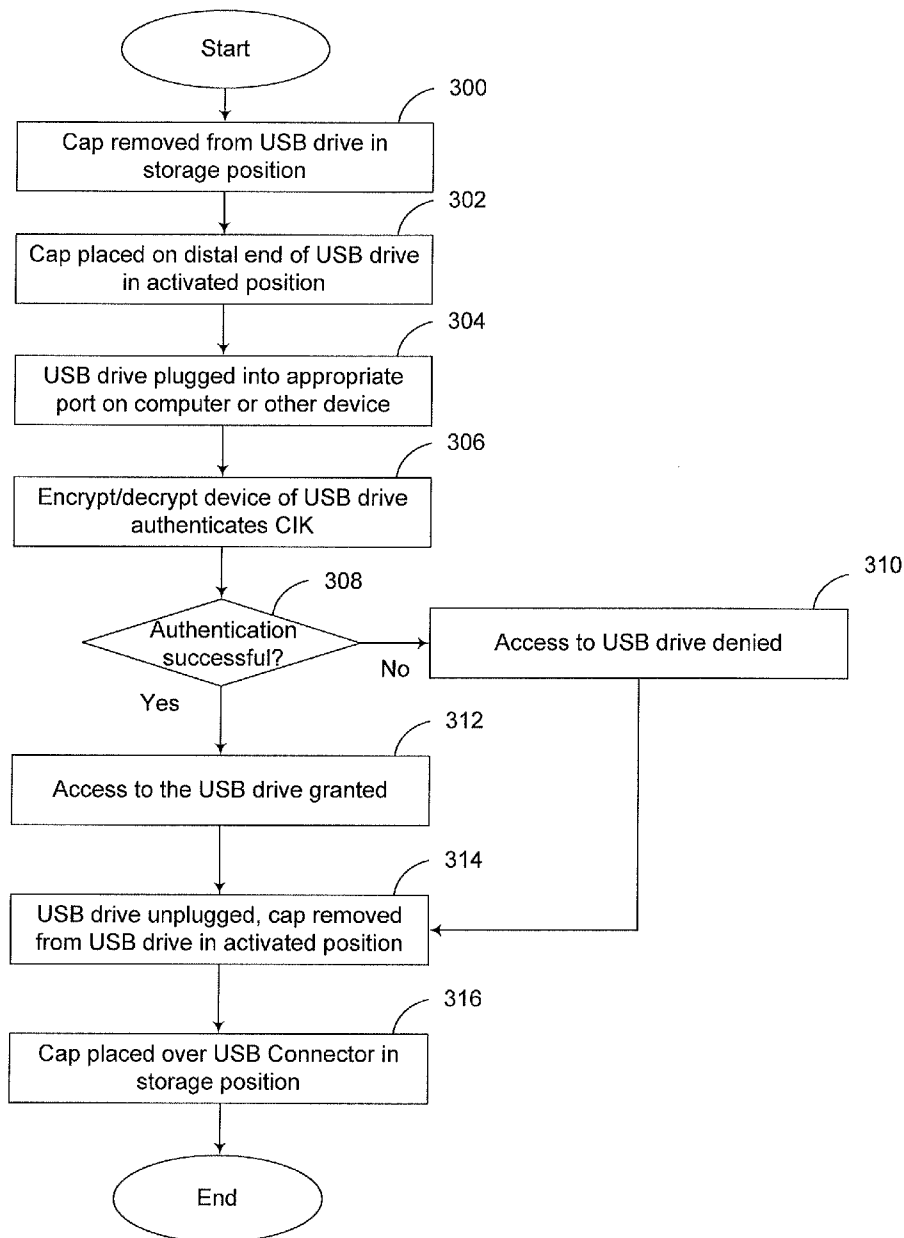 Start
300
Cap removed from USB drive in
storage position
302
Cap placed on distal end of USB drive
in activated position
304
USB drive plugged into appropriate
port on computer or other device
306
Encrypt/decrypt device of USB drive
authenticates CIK
308
Authentication
successful?
No
310
Access to USB drive denied
Yes
312
Access to the USB drive granted
314
USB drive unplugged, cap removed
from USB drive in activated position
316
Cap placed over USB Connector in
storage position
End